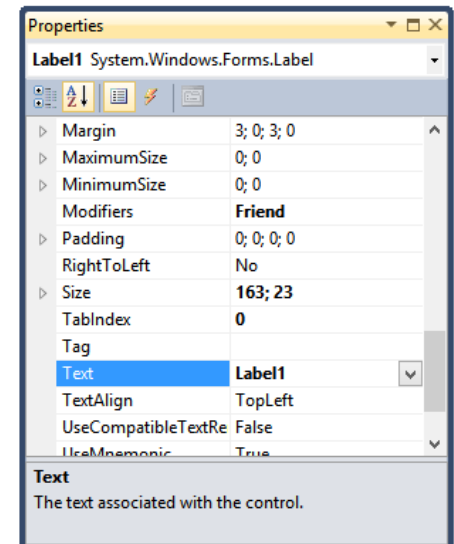 Properties
Label1 System.Windows.Forms.Label
Margin 3; 0; 3; 0
MaximumSize 0; 0
MinimumSize 0; 0
Modifiers Friend
Padding 0; 0; 0; 0
RightToLeft No
Size 163; 23
TabIndex 0
Tag
Text Label1
TextAlign TopLeft
UseCompatibleTextRe False
UseMnemonic True
Text
The text associated with the control.